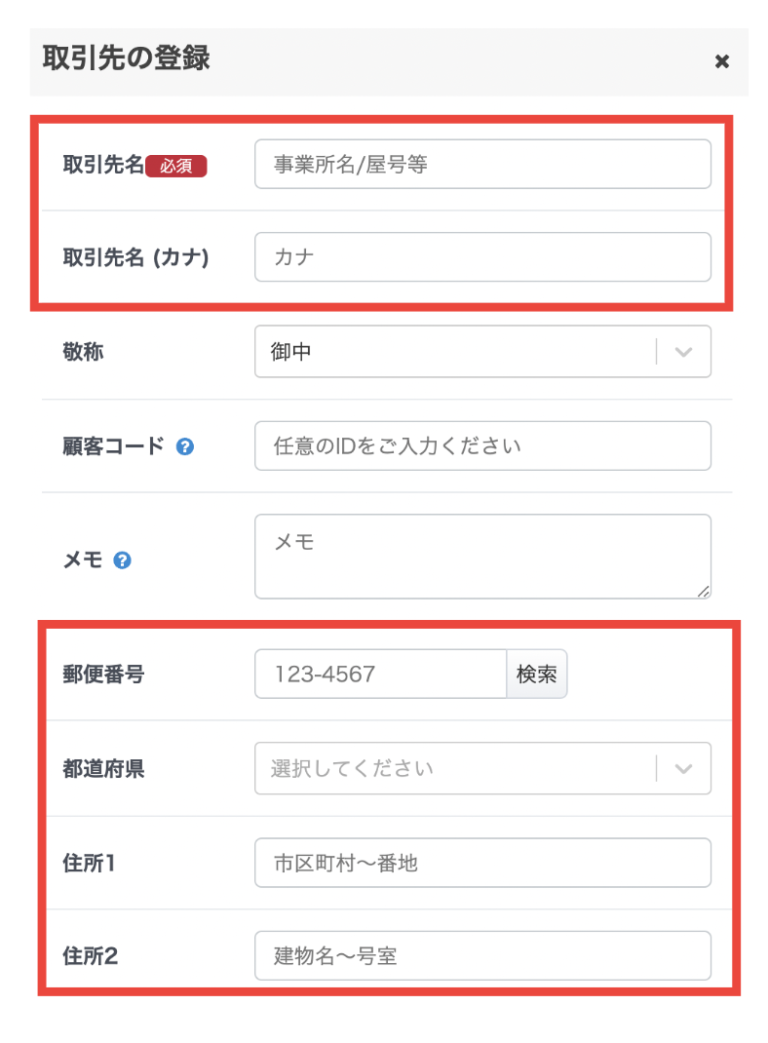 取引先の登録
×
取引先名 必須
事業所名/屋号等
取引先名 (カナ)
カナ
敬称
御中
顧客コード ?
任意のIDをご入力ください
メモ ?
メモ
郵便番号
123-4567
検索
都道府県
選択してください
住所1
市区町村〜番地
住所2
建物名〜号室